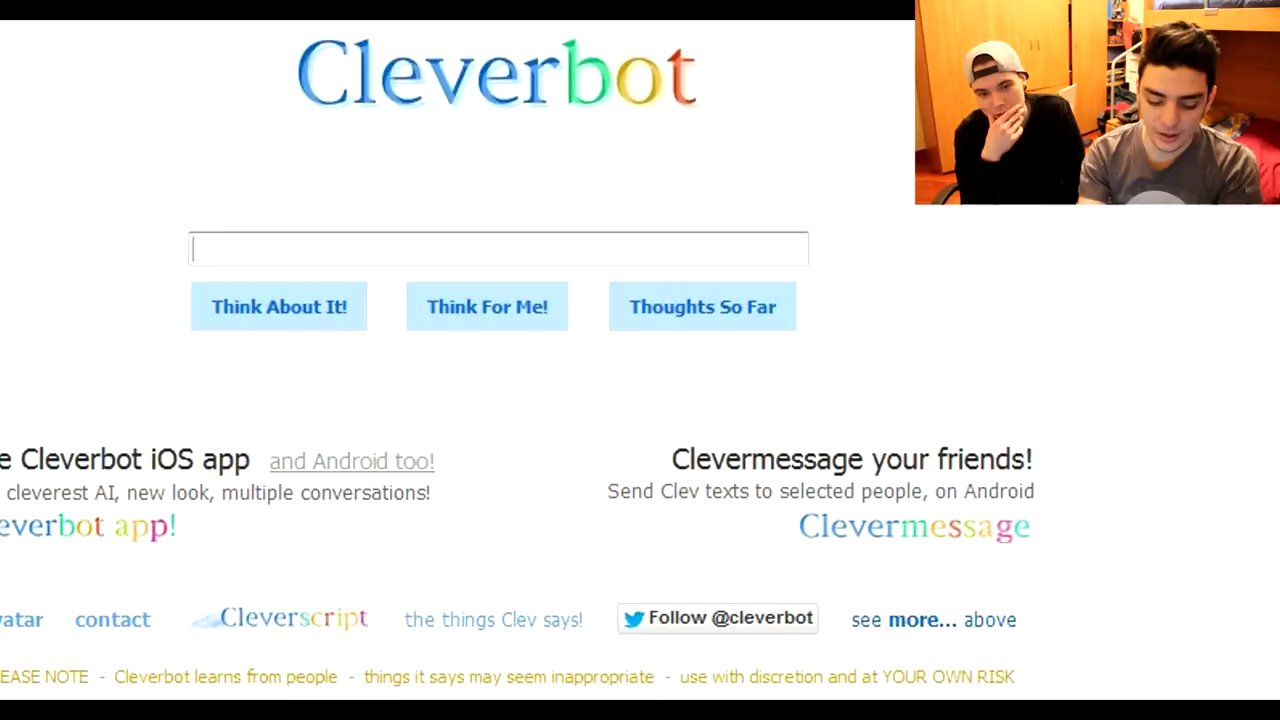 Cleverbot
Think About It!
Think For Me!
Thoughts So Far
e Cleverbot iOS app and Android too!
cleverest AI, new look, multiple conversations!
everbot app!
Clevermessage your friends!
Send Clev texts to selected people, on Android
Clevermessage
vatar contact Cleverscript the things Clev says! Follow @cleverbot see more... above
EASE NOTE - Cleverbot learns from people - things it says may seem inappropriate - use with discretion and at YOUR OWN RISK